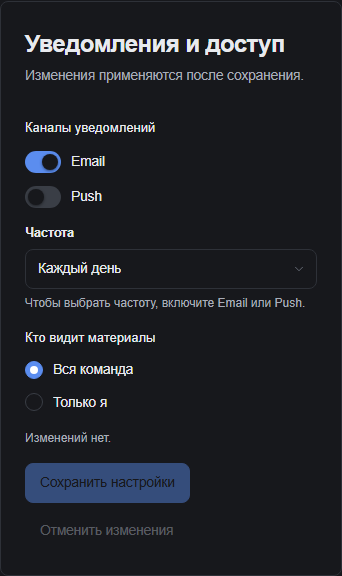 Уведомления и доступ
Изменения применяются после сохранения.
Каналы уведомлений
Email
Push
Частота
Каждый день
Чтобы выбрать частоту, включите Email или Push.
Кто видит материалы
Вся команда
Только я
Изменений нет.
Сохранить настройки
Отменить изменения